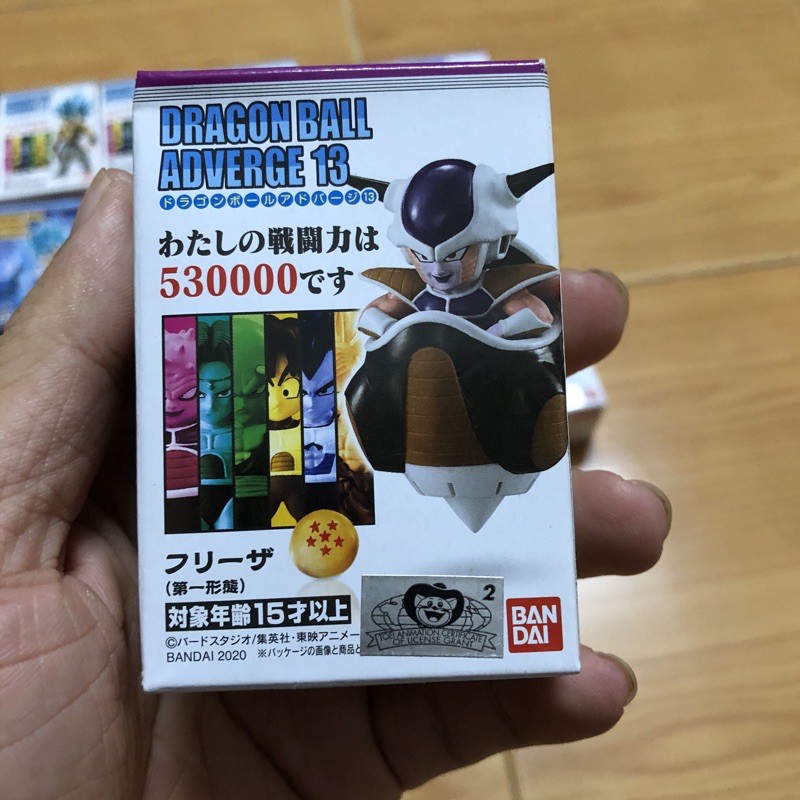 DRAGON BALL
ADVERGE 13
ドラゴンボールアドバージ13
わたしの戦闘力は
530000です
フリーザ
(第一形態)
対象年齢15才以上
©バードスタジオ/集英社・東映アニメー
BANDAI 2020 ※パッケージの画像と商品と
2
TOEI ANIMATION CERTIFICATE
OF LICENSE GRANT
BAN
DAI